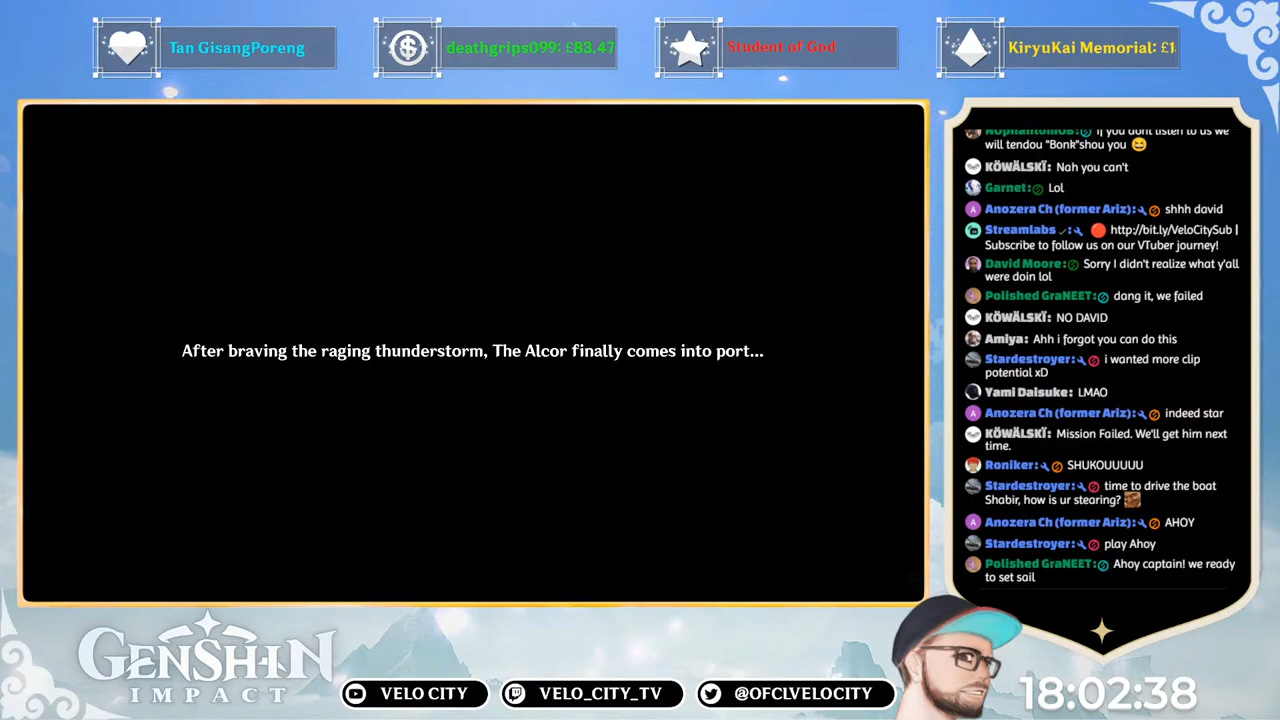 Tan GisangPoreng
deathgrips099: £83.47
Student of God
KiryuKai Memorial: £1
After braving the raging thunderstorm, The Alcor finally comes into port...
NOphantomOB: If you dont listen to us we
will tendou "Bonk"shou you
KÖWÄLSKÏ: Nah you can't
Garnet: Lol
Anozera Ch (former Ariz): shhh david
Streamlabs: http://bit.ly/VeloCitySub |
Subscribe to follow us on our VTuber journey!
David Moore: Sorry I didn't realize what y'all
were doin lol
Polished GraNEET: dang it, we failed
KÖWÄLSKÏ: NO DAVID
Amiya: Ahh i forgot you can do this
Stardestroyer: i wanted more clip
potential xD
Yami Daisuke: LMAO
Anozera Ch (former Ariz): indeed star
KÖWÄLSKÏ: Mission Failed. We'll get him next
time.
Roniker: SHUKOUUUUU
Stardestroyer: time to drive the boat
Shabir, how is ur stearing?
Anozera Ch (former Ariz): AHOY
Stardestroyer: play Ahoy
Polished GraNEET: Ahoy captain! we ready
to set sail
GENSHIN
IMPACT
VELO CITY
VELO_CITY_TV
@OFCLVELOCITY
18:02:38